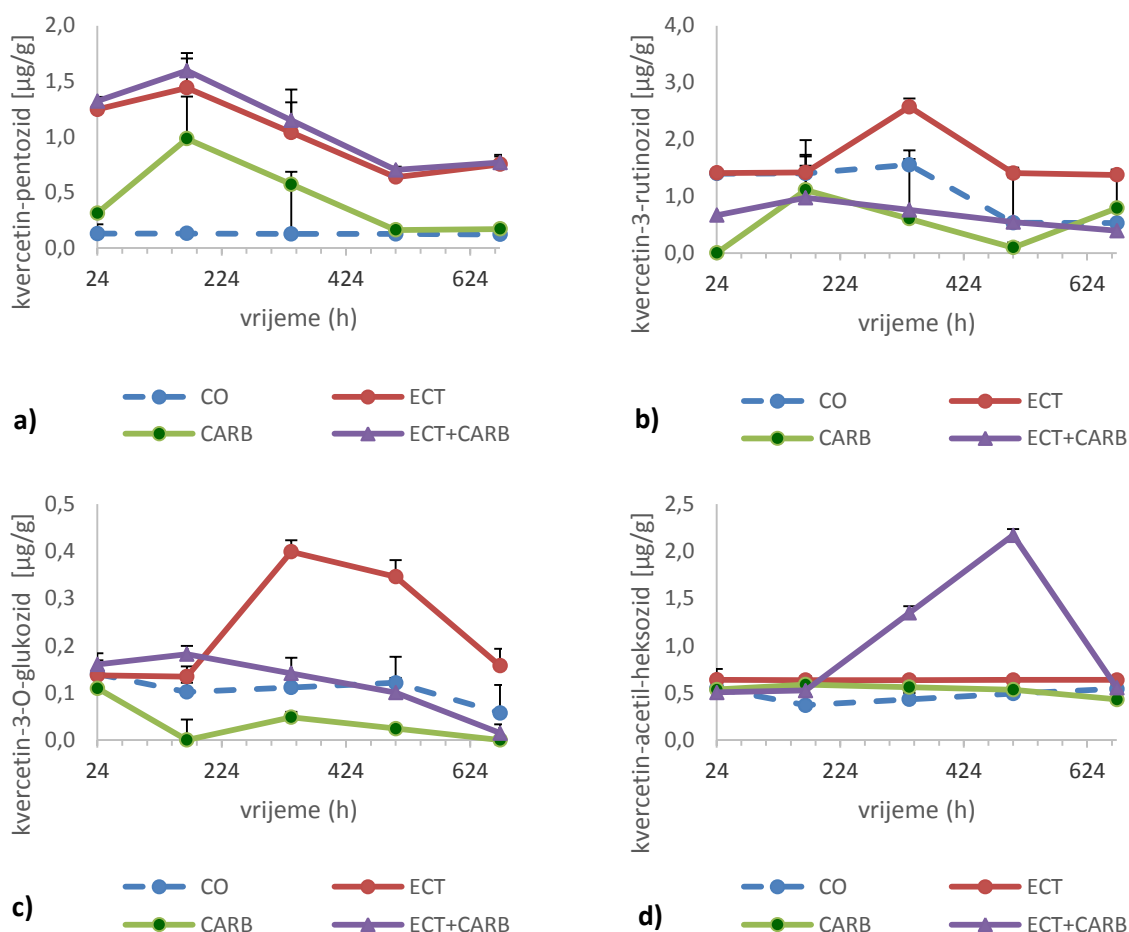 kvercetin-pentozid [µg/g]
2,0
1,5
1,0
0,5
0,0
24 224 424 624
vrijeme (h)
CO ECT
CARB ECT+CARB
a)
kvercetin-3-rutinozid [µg/g]
4,0
3,0
2,0
1,0
0,0
24 224 424 624
vrijeme (h)
CO ECT
CARB ECT+CARB
b)
kvercetin-3-O-glukozid [µg/g]
0,5
0,4
0,3
0,2
0,1
0,0
24 224 424 624
vrijeme (h)
CO ECT
CARB ECT+CARB
c)
kvercetin-acetil-heksozid [µg/g]
2,5
2,0
1,5
1,0
0,5
0,0
24 224 424 624
vrijeme (h)
CO ECT
CARB ECT+CARB
d)